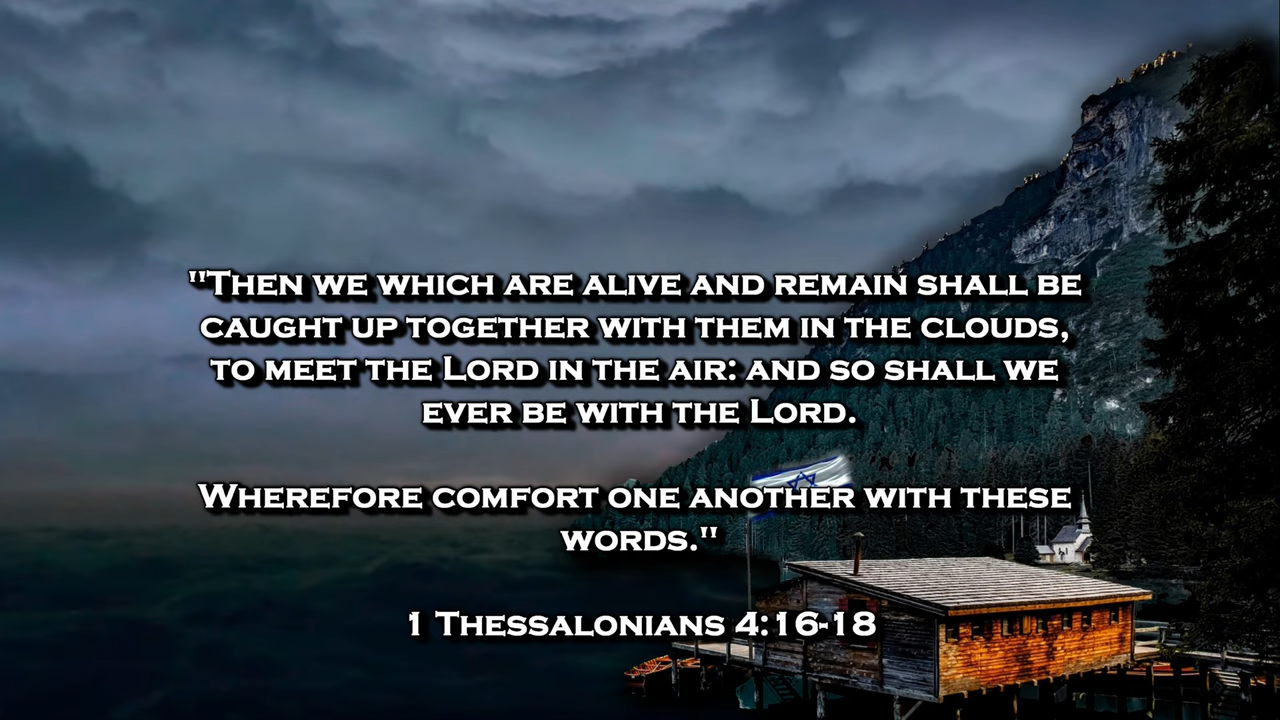 "Then we which are alive and remain shall be
caught up together with them in the clouds,
to meet the Lord in the air: and so shall we
ever be with the Lord.
Wherefore comfort one another with these
words."
1 Thessalonians 4:16-18